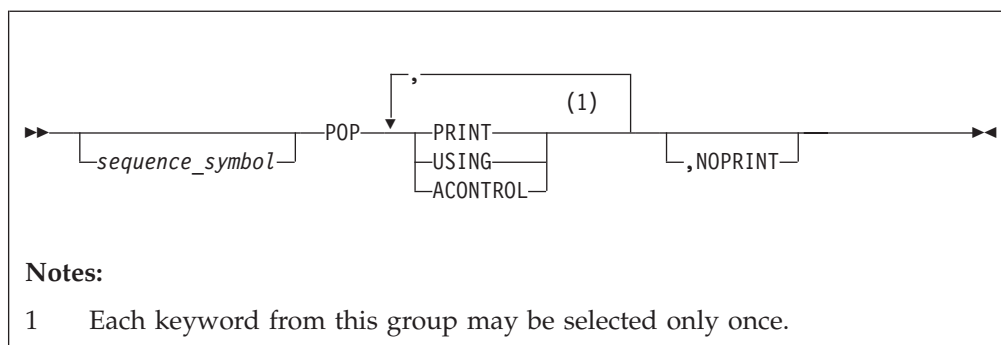 ,
(1)
POP PRINT
sequence_symbol USING ,NOPRINT
ACONTROL
Notes:
1 Each keyword from this group may be selected only once.